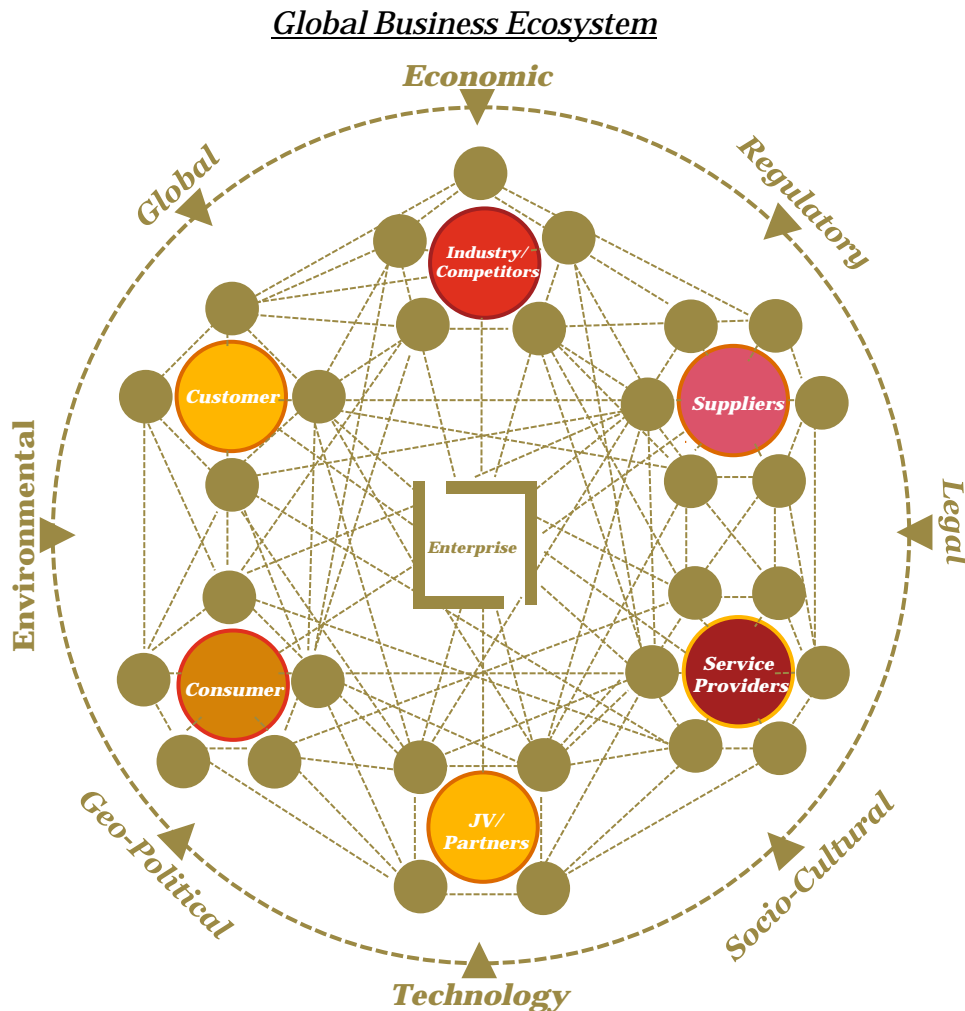 Global Business Ecosystem
Economic
Global
Regulatory
Industry/
Competitors
Customer
Suppliers
Environmental
Enterprise
Legal
Consumer
Service
Providers
JV/
Partners
Geo-Political
Socio-Cultural
Technology